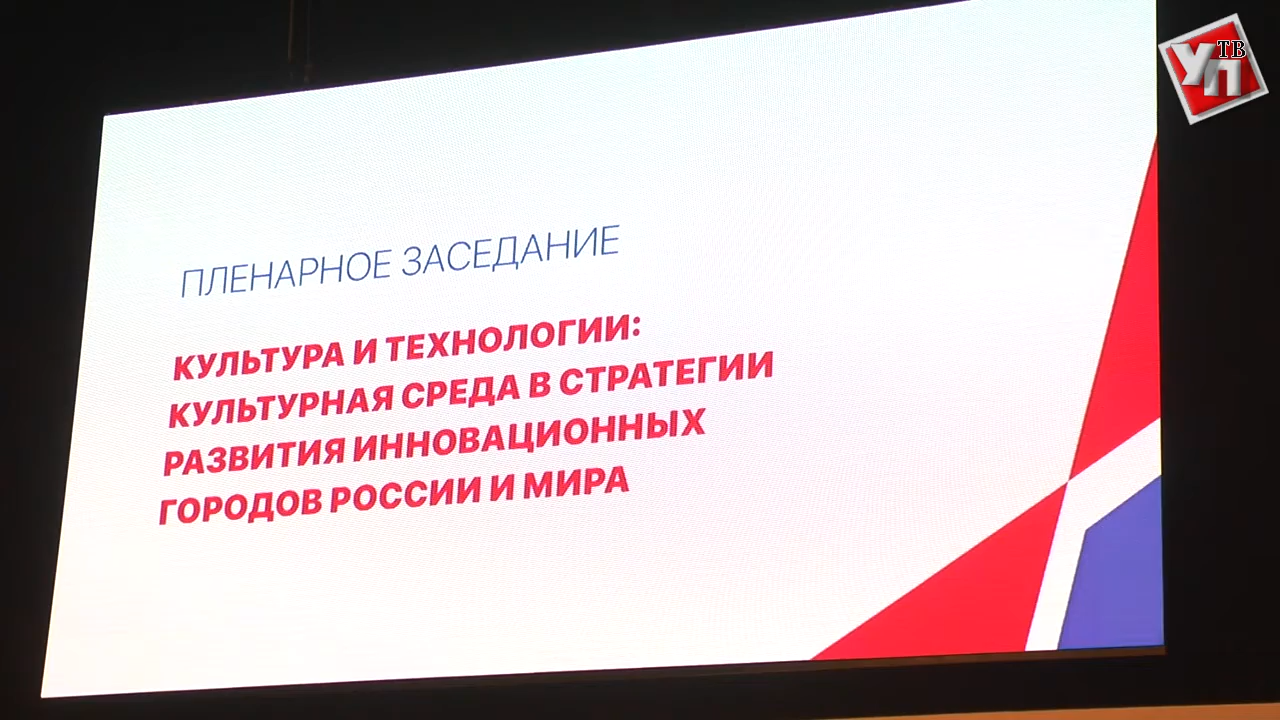 УП ТВ
ПЛЕНАРНОЕ ЗАСЕДАНИЕ
КУЛЬТУРА И ТЕХНОЛОГИИ:
КУЛЬТУРНАЯ СРЕДА В СТРАТЕГИИ
РАЗВИТИЯ ИННОВАЦИОННЫХ
ГОРОДОВ РОССИИ И МИРА